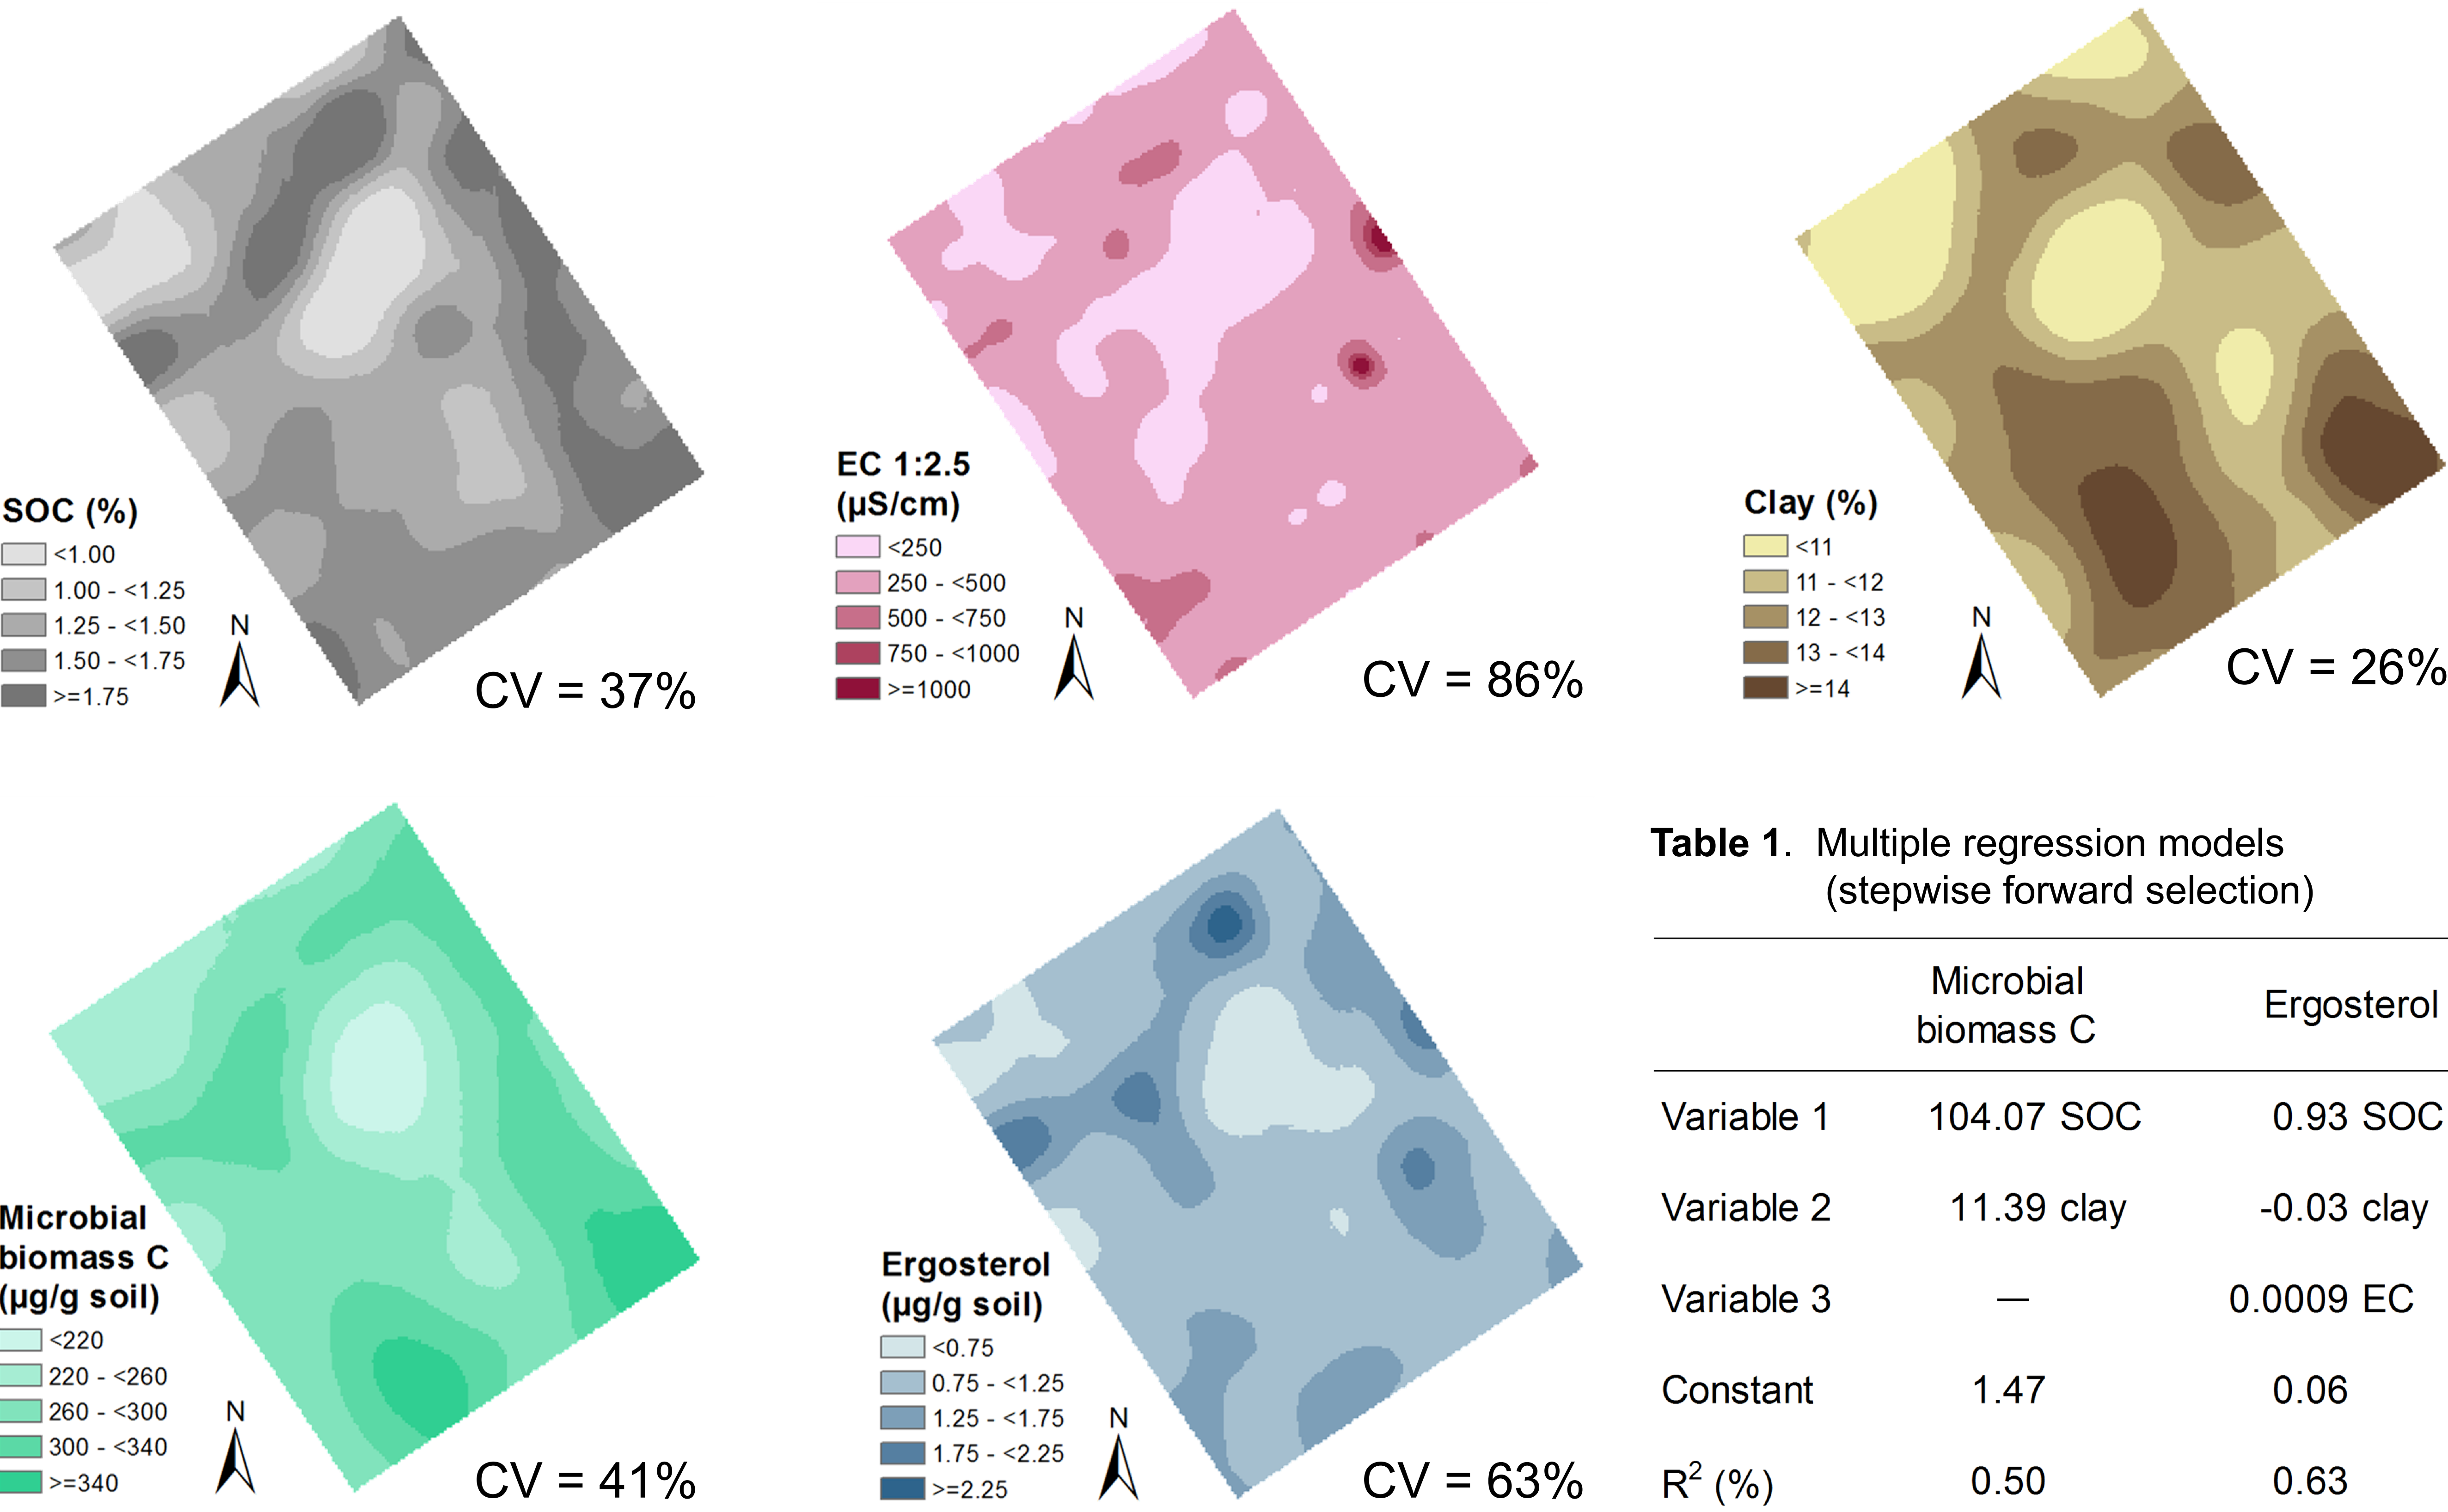 SOC (%)
<1.00
1.00 - <1.25
1.25 - <1.50
1.50 - <1.75
>=1.75
N
CV = 37%
EC 1:2.5
(µS/cm)
<250
250 - <500
500 - <750
750 - <1000
>=1000
N
CV = 86%
Clay (%)
<11
11 - <12
12 - <13
13 - <14
>=14
N
CV = 26%
Microbial
biomass C
(µg/g soil)
<220
220 - <260
260 - <300
300 - <340
>=340
N
CV = 41%
Ergosterol
(µg/g soil)
<0.75
0.75 - <1.25
1.25 - <1.75
1.75 - <2.25
>=2.25
N
CV = 63%
Table 1. Multiple regression models
(stepwise forward selection)
Microbial
biomass C
Ergosterol
Variable 1 104.07 SOC 0.93 SOC
Variable 2 11.39 clay -0.03 clay
Variable 3 — 0.0009 EC
Constant 1.47 0.06
R² (%) 0.50 0.63